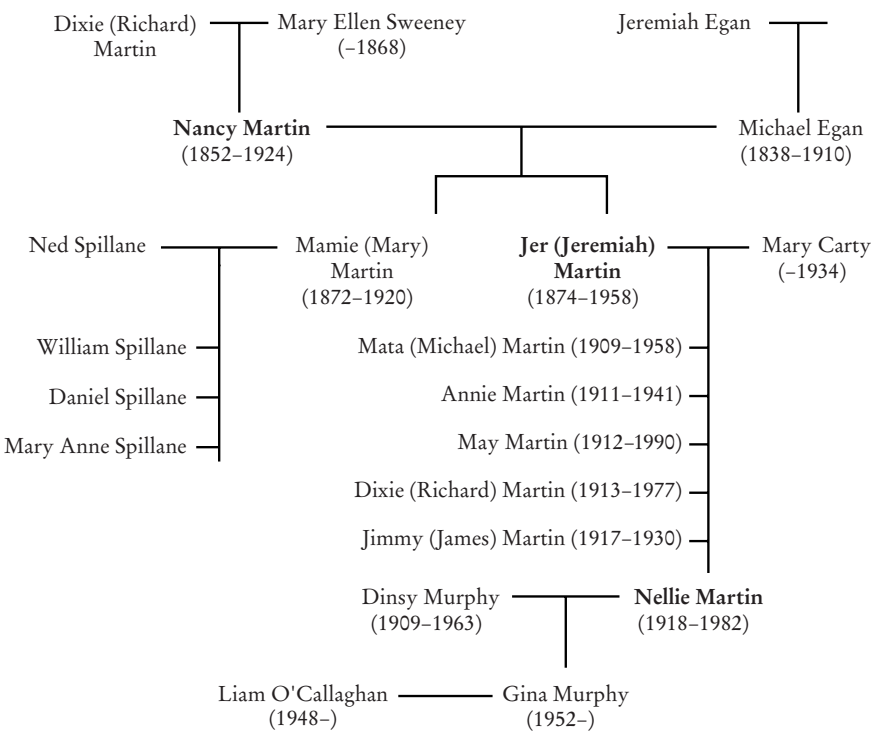 Dixie (Richard)
Martin
Mary Ellen Sweeney
(–1868)
Jeremiah Egan
Nancy Martin
(1852–1924)
Michael Egan
(1838–1910)
Ned Spillane
Mamie (Mary)
Martin
(1872–1920)
Jer (Jeremiah)
Martin
(1874–1958)
Mary Carty
(–1934)
William Spillane
Daniel Spillane
Mary Anne Spillane
Mata (Michael) Martin (1909–1958)
Annie Martin (1911–1941)
May Martin (1912–1990)
Dixie (Richard) Martin (1913–1977)
Jimmy (James) Martin (1917–1930)
Dinsy Murphy
(1909–1963)
Nellie Martin
(1918–1982)
Liam O'Callaghan
(1948–)
Gina Murphy
(1952–)